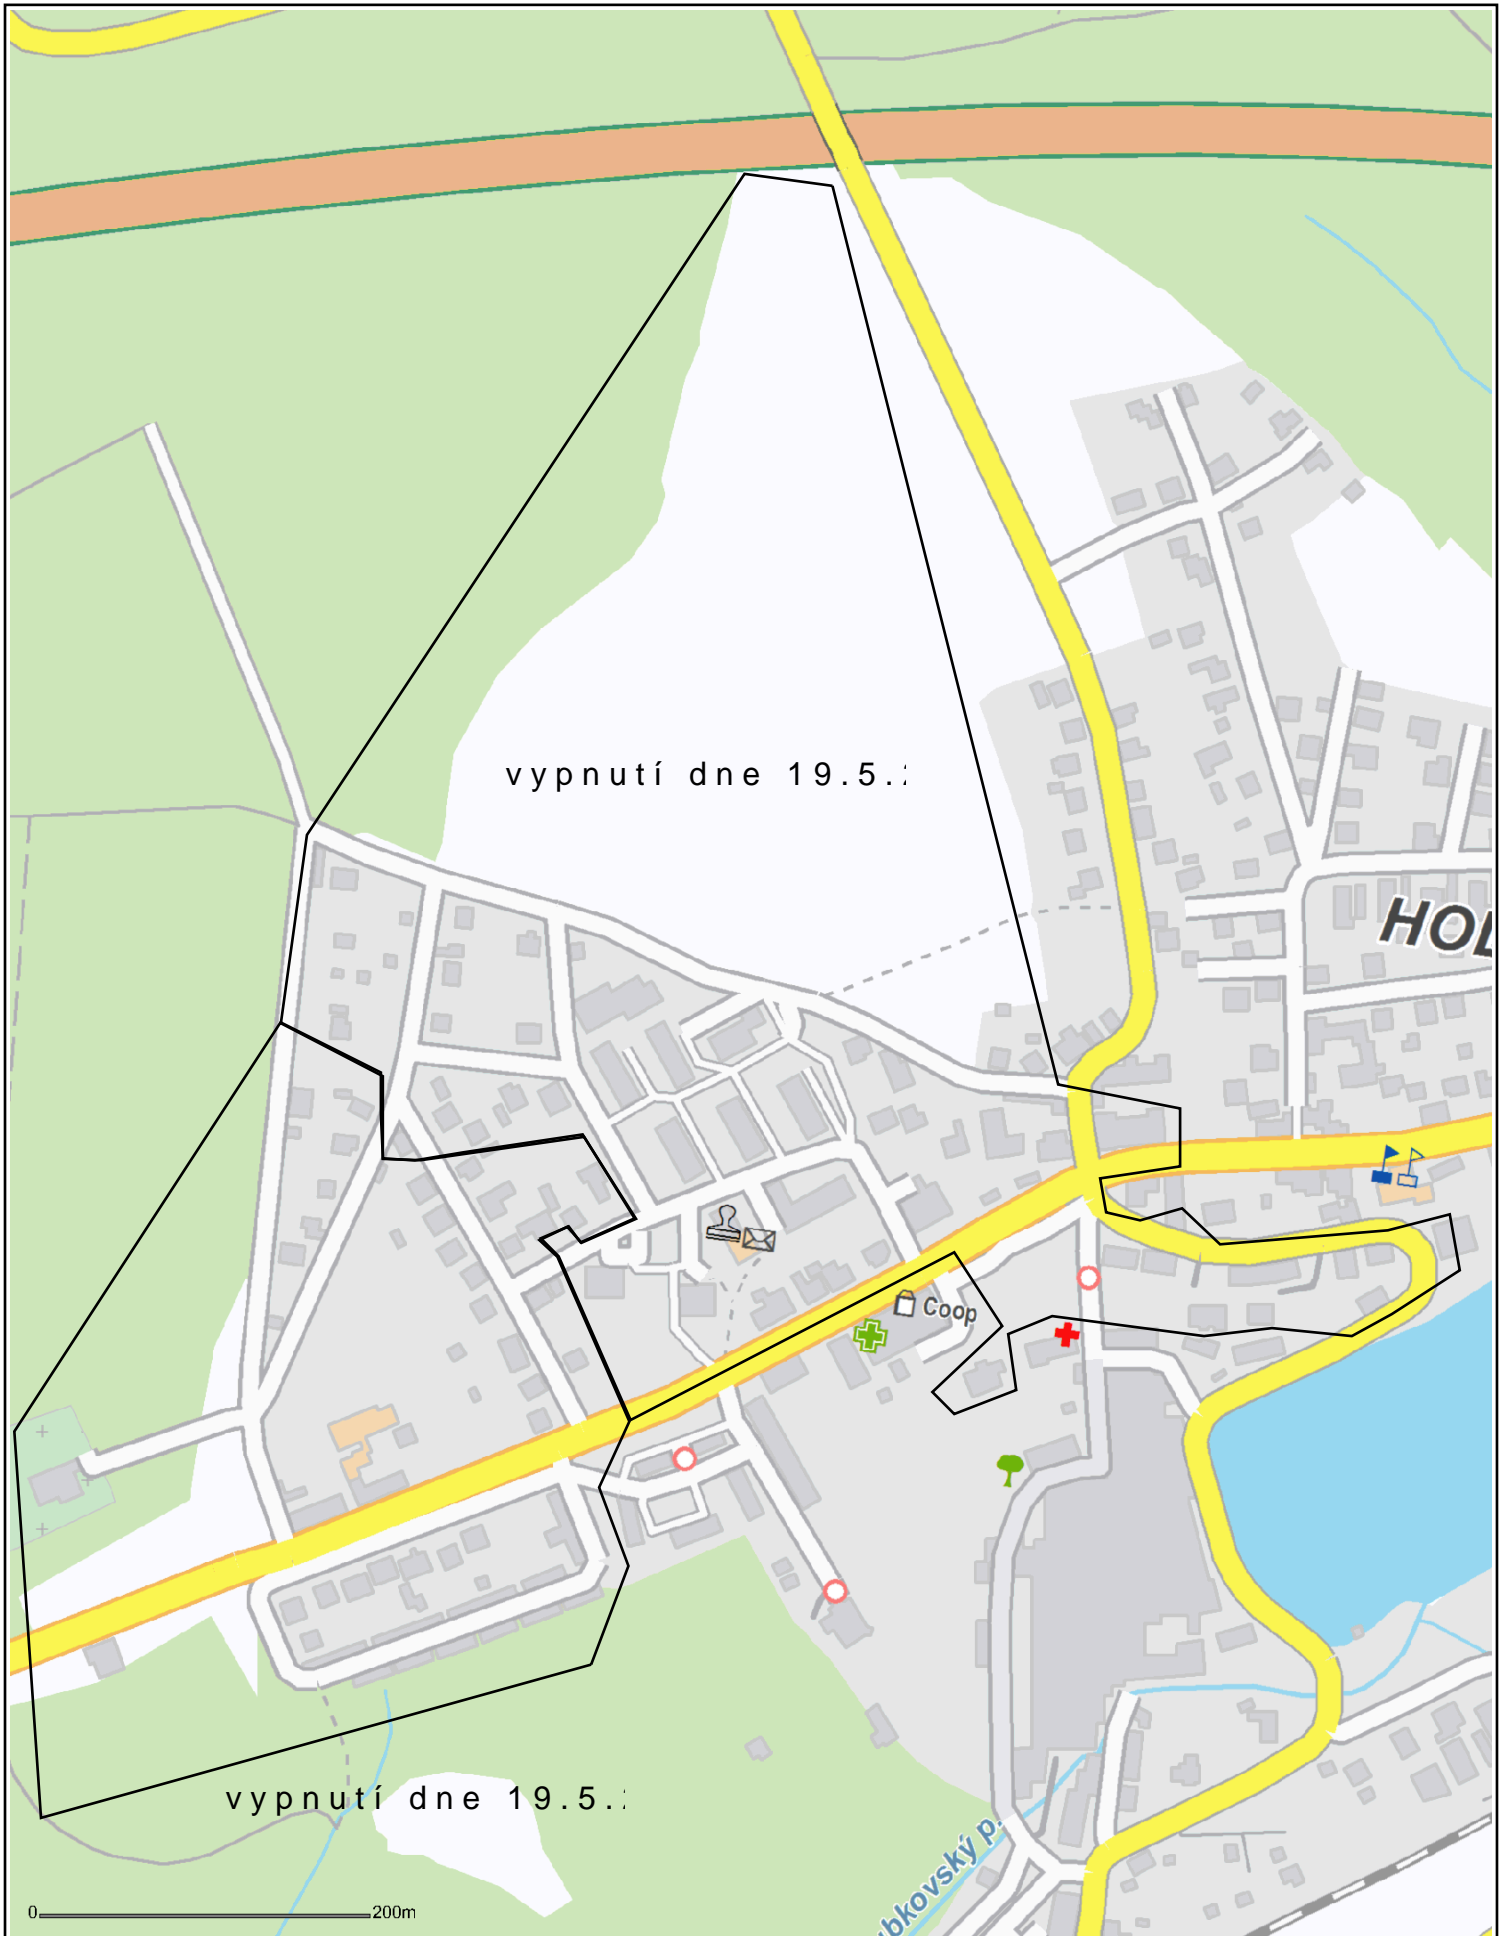 vypnutí dne 19.5.
HOL
Coop
vypnutí dne 19.5.
bkovský p.
0 200m